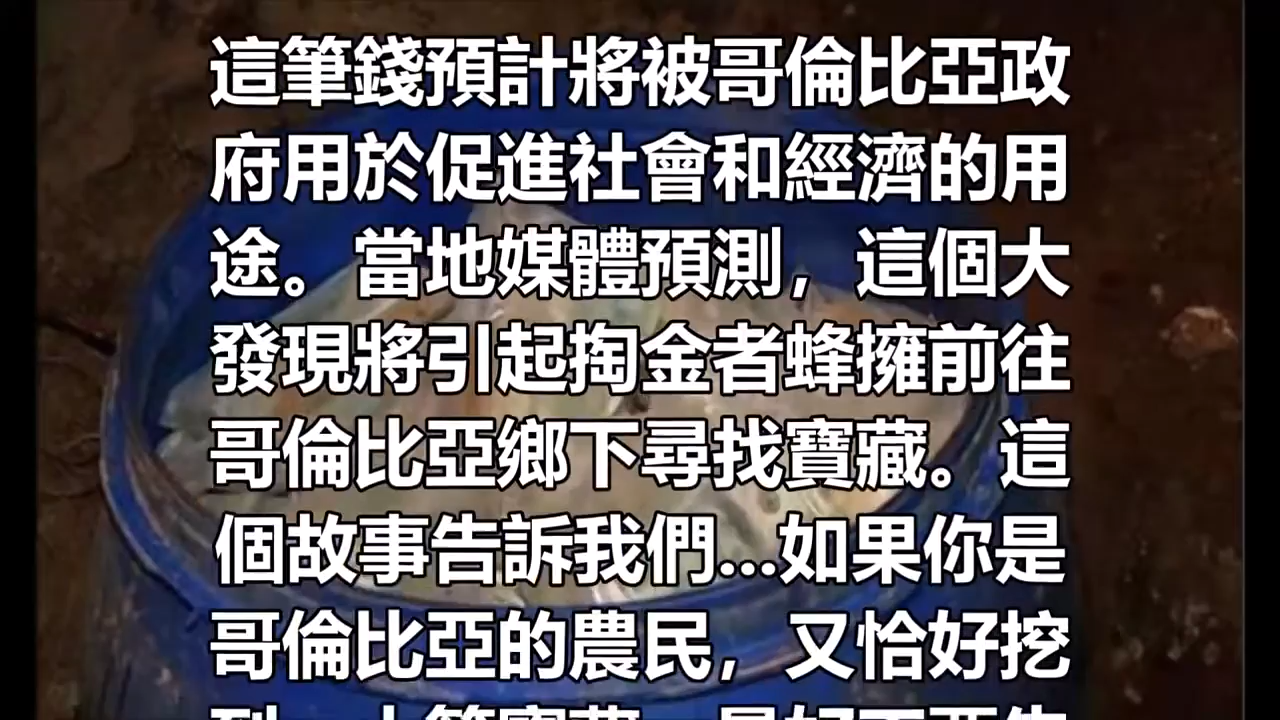 這筆錢預計將被哥倫比亞政
府用於促進社會和經濟的用
途。當地媒體預測，這個大
發現將引起掏金者蜂擁前往
哥倫比亞鄉下尋找寶藏。這
個故事告訴我們...如果你是
哥倫比亞的農民，又恰好挖